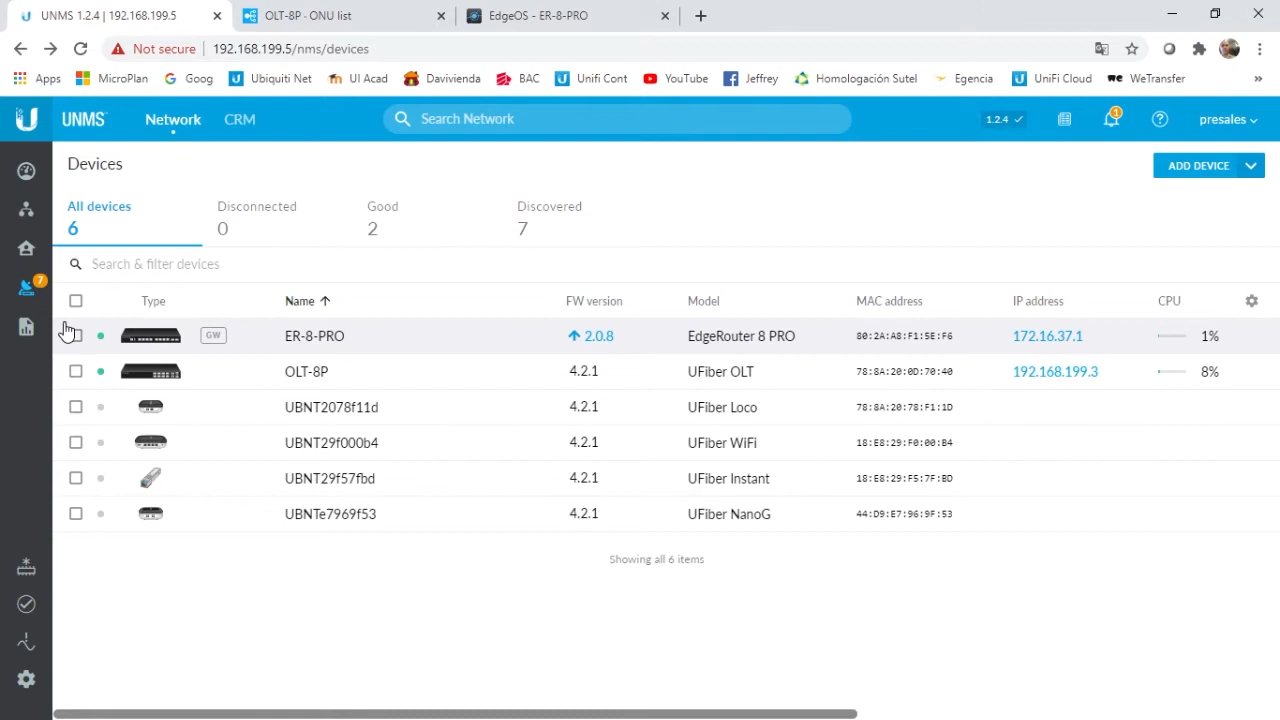 UNMS 1.2.4 | 192.168.199.5
OLT-8P · ONU list
EdgeOS - ER-8-PRO
Not secure
192.168.199.5/nms/devices
Apps
MicroPlan
Goog
Ubiquiti Net
UI Acad
Davivienda
BAC
Unifi Cont
YouTube
Jeffrey
Homologación Sutel
Egencia
UniFi Cloud
WeTransfer
UNMS
Network
CRM
Search Network
1.2.4
1
presales
Devices
ADD DEVICE
All devices
6
Disconnected
0
Good
2
Discovered
7
Search & filter devices
7
Type Name FW version Model MAC address IP address CPU
GW ER-8-PRO 2.0.8 EdgeRouter 8 PRO 80:2A:A8:F1:5E:F6 172.16.37.1 1%
OLT-8P 4.2.1 UFiber OLT 78:8A:20:0D:70:40 192.168.199.3 8%
UBNT2078f11d 4.2.1 UFiber Loco 78:8A:20:78:F1:1D
UBNT29f000b4 4.2.1 UFiber WiFi 18:E8:29:F0:00:B4
UBNT29f57fbd 4.2.1 UFiber Instant 18:E8:29:F5:7F:BD
UBNTe7969f53 4.2.1 UFiber NanoG 44:D9:E7:96:9F:53
Showing all 6 items